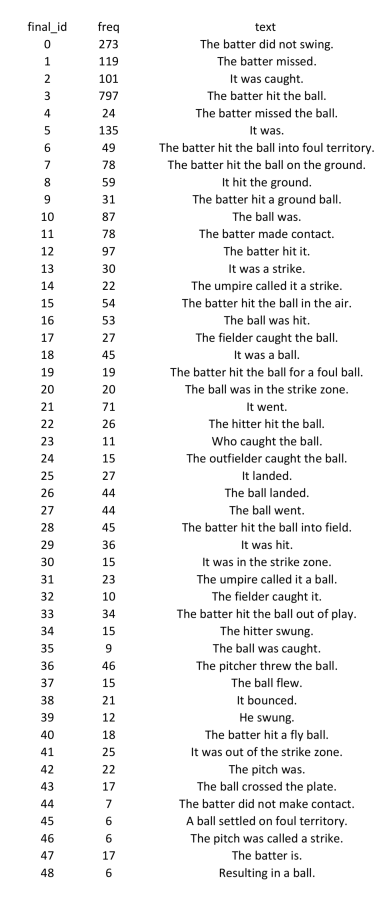 final_id freq text
0 273 The batter did not swing.
1 119 The batter missed.
2 101 It was caught.
3 797 The batter hit the ball.
4 24 The batter missed the ball.
5 135 It was.
6 49 The batter hit the ball into foul territory.
7 78 The batter hit the ball on the ground.
8 59 It hit the ground.
9 31 The batter hit a ground ball.
10 87 The ball was.
11 78 The batter made contact.
12 97 The batter hit it.
13 30 It was a strike.
14 22 The umpire called it a strike.
15 54 The batter hit the ball in the air.
16 53 The ball was hit.
17 27 The fielder caught the ball.
18 45 It was a ball.
19 19 The batter hit the ball for a foul ball.
20 20 The ball was in the strike zone.
21 71 It went.
22 26 The hitter hit the ball.
23 11 Who caught the ball.
24 15 The outfielder caught the ball.
25 27 It landed.
26 44 The ball landed.
27 44 The ball went.
28 45 The batter hit the ball into field.
29 36 It was hit.
30 15 It was in the strike zone.
31 23 The umpire called it a ball.
32 10 The fielder caught it.
33 34 The batter hit the ball out of play.
34 15 The hitter swung.
35 9 The ball was caught.
36 46 The pitcher threw the ball.
37 15 The ball flew.
38 21 It bounced.
39 12 He swung.
40 18 The batter hit a fly ball.
41 25 It was out of the strike zone.
42 22 The pitch was.
43 17 The ball crossed the plate.
44 7 The batter did not make contact.
45 6 A ball settled on foul territory.
46 6 The pitch was called a strike.
47 17 The batter is.
48 6 Resulting in a ball.